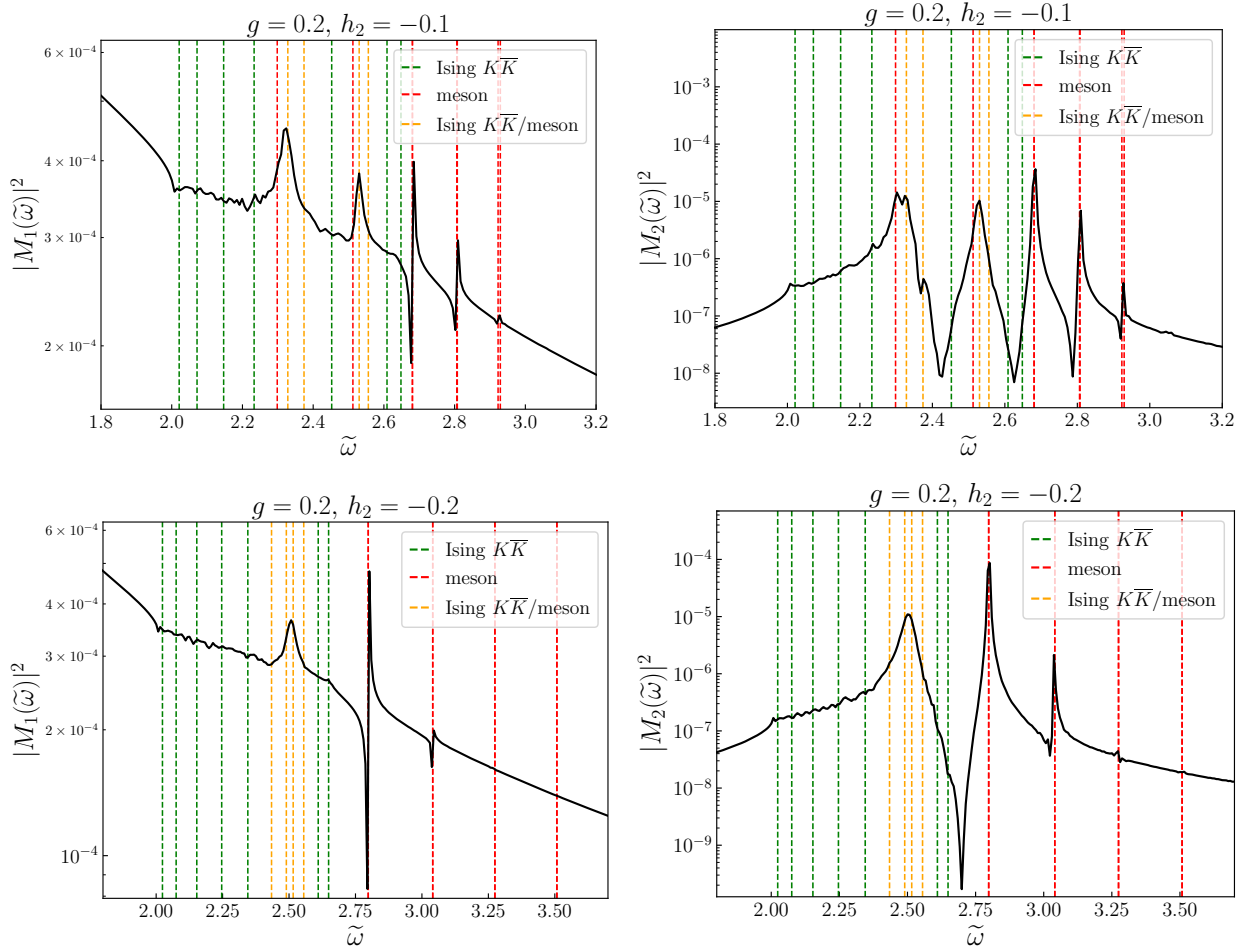 g = 0.2, h₂ = −0.1
|M₁(ω̃)|²
6 × 10⁻⁴
4 × 10⁻⁴
3 × 10⁻⁴
2 × 10⁻⁴
Ising KK̅
meson
Ising KK̅/meson
1.8 2.0 2.2 2.4 2.6 2.8 3.0 3.2
ω̃
g = 0.2, h₂ = −0.1
|M₂(ω̃)|²
10⁻³
10⁻⁴
10⁻⁵
10⁻⁶
10⁻⁷
10⁻⁸
Ising KK̅
meson
Ising KK̅/meson
1.8 2.0 2.2 2.4 2.6 2.8 3.0 3.2
ω̃
g = 0.2, h₂ = −0.2
|M₁(ω̃)|²
6 × 10⁻⁴
4 × 10⁻⁴
3 × 10⁻⁴
2 × 10⁻⁴
10⁻⁴
Ising KK̅
meson
Ising KK̅/meson
2.00 2.25 2.50 2.75 3.00 3.25 3.50
ω̃
g = 0.2, h₂ = −0.2
|M₂(ω̃)|²
10⁻⁴
10⁻⁵
10⁻⁶
10⁻⁷
10⁻⁸
10⁻⁹
Ising KK̅
meson
Ising KK̅/meson
2.00 2.25 2.50 2.75 3.00 3.25 3.50
ω̃